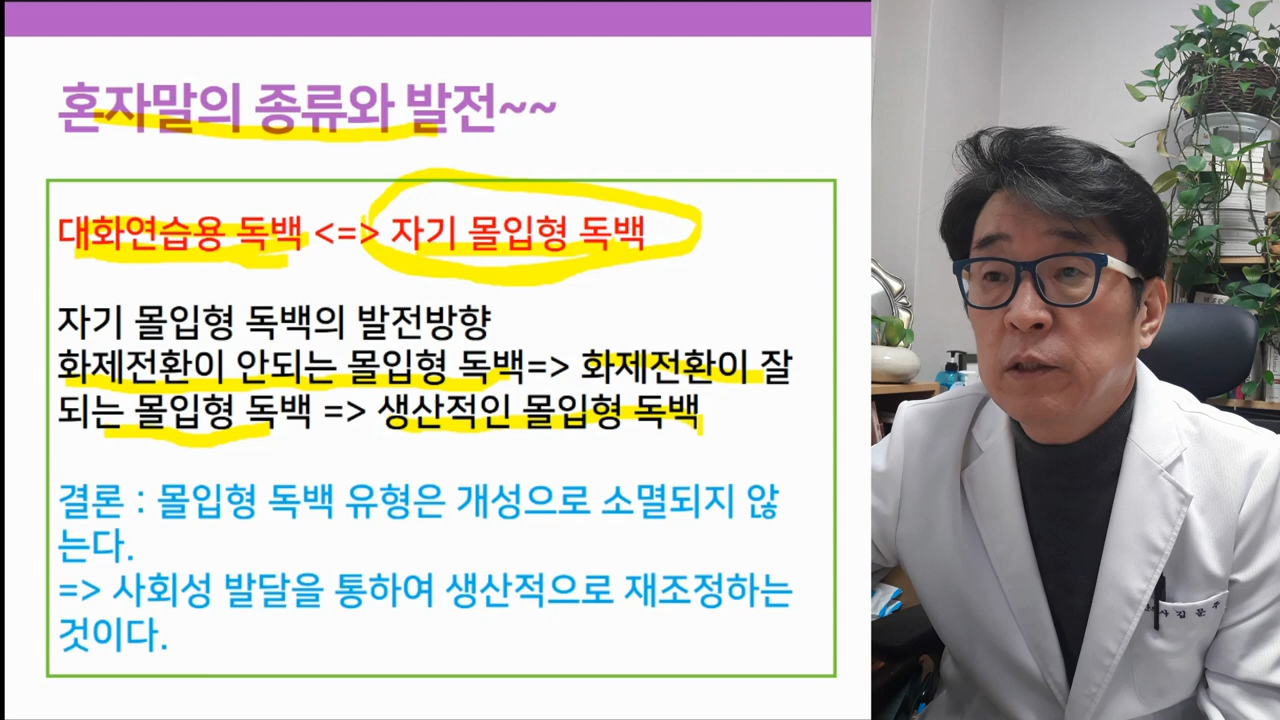 혼자말의 종류와 발전~~
대화연습용 독백 <=> 자기 몰입형 독백
자기 몰입형 독백의 발전방향
화제전환이 안되는 몰입형 독백=> 화제전환이 잘
되는 몰입형 독백 => 생산적인 몰입형 독백
결론 : 몰입형 독백 유형은 개성으로 소멸되지 않
는다.
=> 사회성 발달을 통하여 생산적으로 재조정하는
것이다.
사 김 문